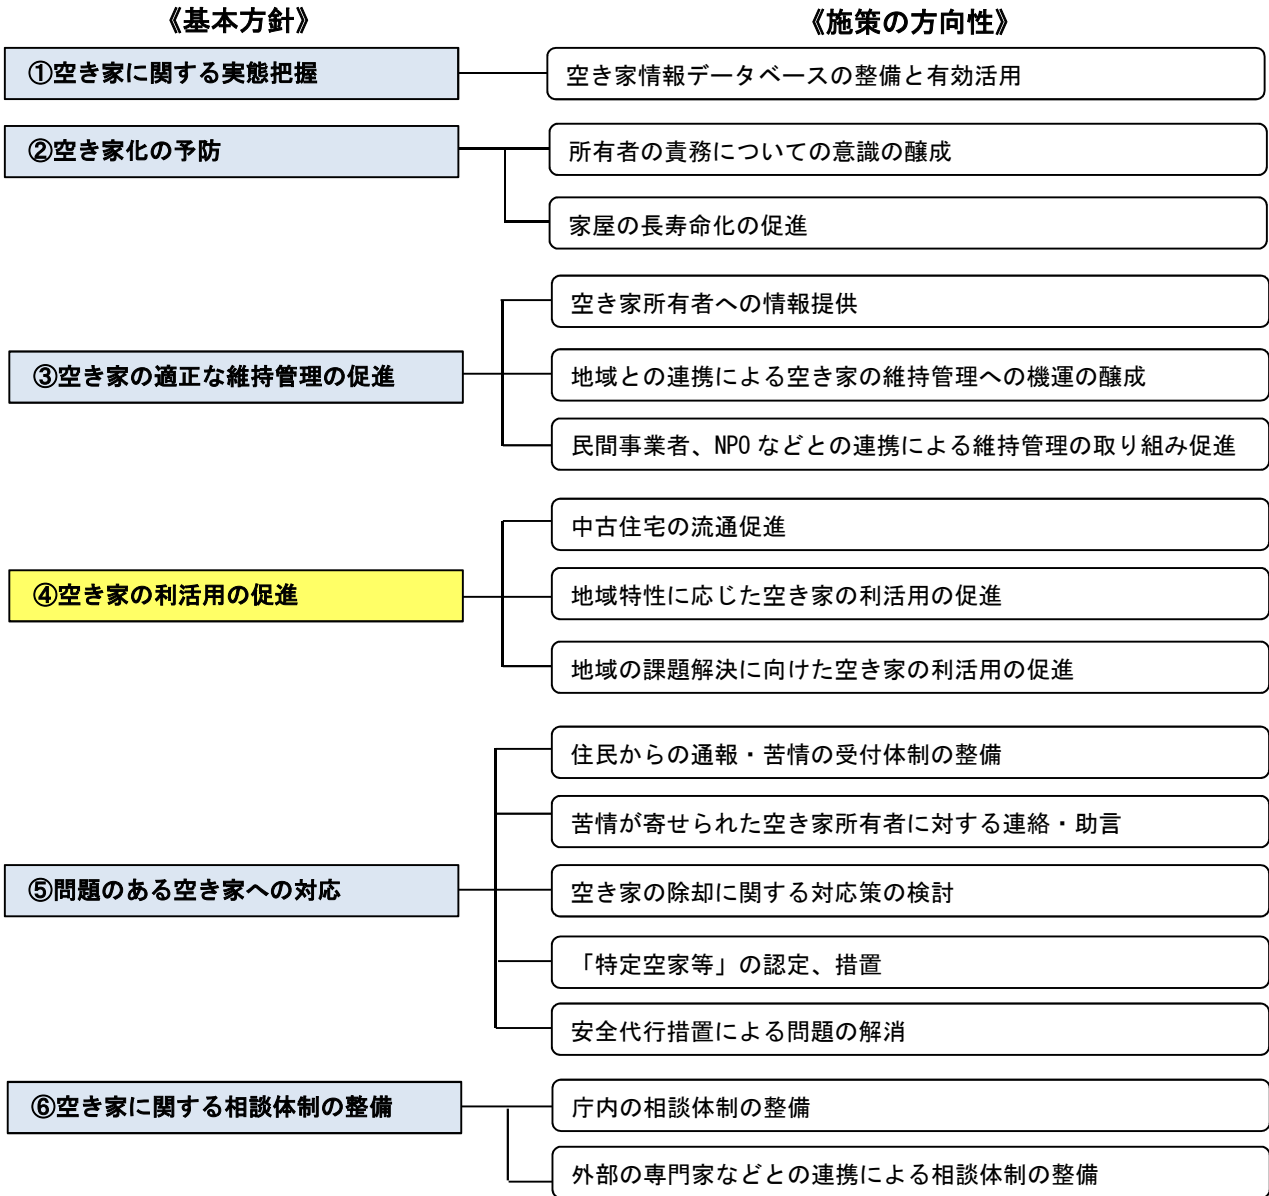 《基本方針》
《施策の方向性》
①空き家に関する実態把握
空き家情報データベースの整備と有効活用
②空き家化の予防
所有者の責務についての意識の醸成
家屋の長寿命化の促進
③空き家の適正な維持管理の促進
空き家所有者への情報提供
地域との連携による空き家の維持管理への機運の醸成
民間事業者、NPO などとの連携による維持管理の取り組み促進
④空き家の利活用の促進
中古住宅の流通促進
地域特性に応じた空き家の利活用の促進
地域の課題解決に向けた空き家の利活用の促進
⑤問題のある空き家への対応
住民からの通報・苦情の受付体制の整備
苦情が寄せられた空き家所有者に対する連絡・助言
空き家の除却に関する対応策の検討
「特定空家等」の認定、措置
安全代行措置による問題の解消
⑥空き家に関する相談体制の整備
庁内の相談体制の整備
外部の専門家などとの連携による相談体制の整備